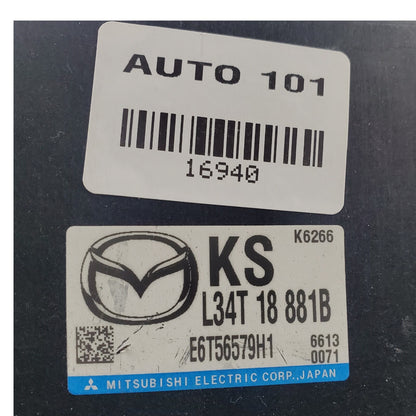 AUTO 101
16940
K6266
KS
L34T 18 881B
E6T56579H1
6613
0071
MITSUBISHI ELECTRIC CORP., JAPAN